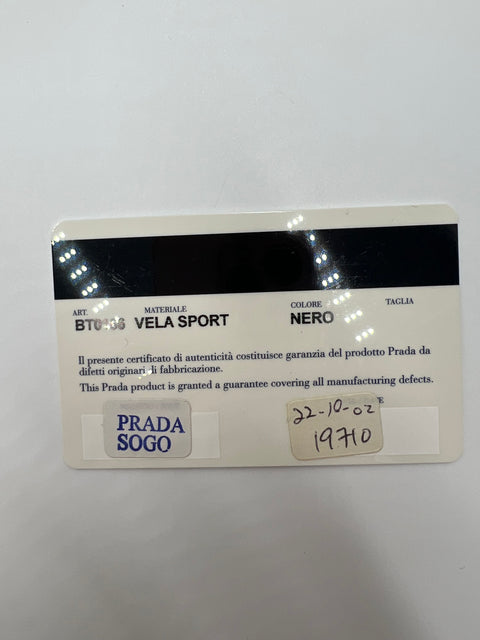 ART. MATERIALE COLORE TAGLIA
VELA SPORT NERO
Il presente certificato di autenticità costituisce garanzia del prodotto Prada da
difetti originari di fabbricazione.
This Prada product is granted a guarantee covering all manufacturing defects.
PRADA
SOGO
22-10-02
19710